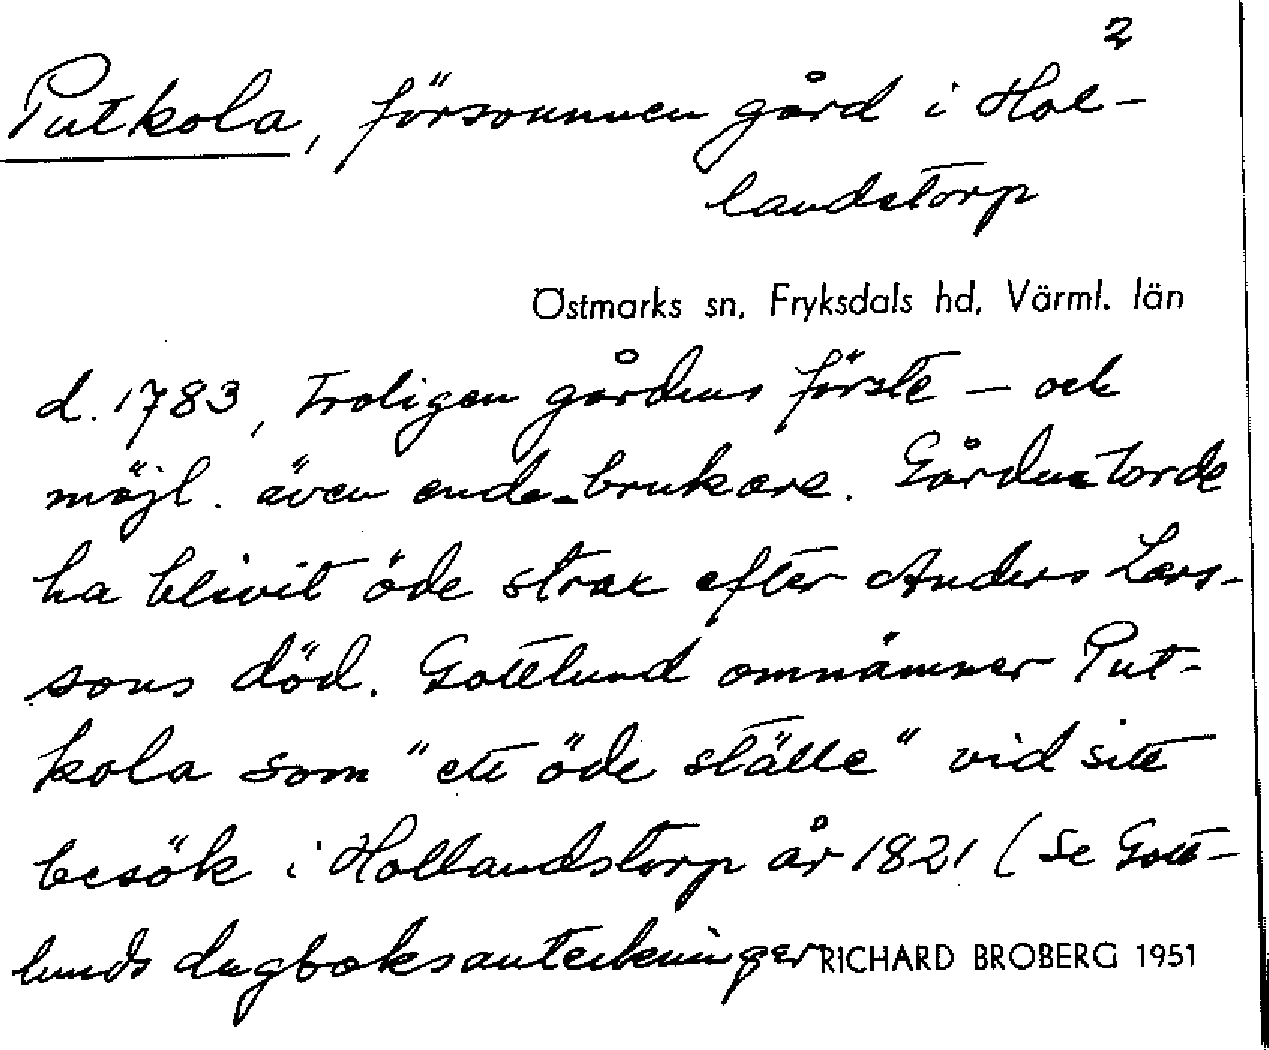 2
Putkola, försvunnen gård i Hol-
landstorp
Östmarks sn, Fryksdals hd, Värml. län
d. 1783, troligen gårdens förste – och
möjl. även ende – brukare. Gården torde
ha blivit öde strax efter Anders Lars-
sons död. Gottlund omnämner Put-
kola som "ett öde ställe" vid sitt
besök i Hollandstorp år 1821 (se Gott-
lunds dagboksanteckningar
RICHARD BROBERG 1951